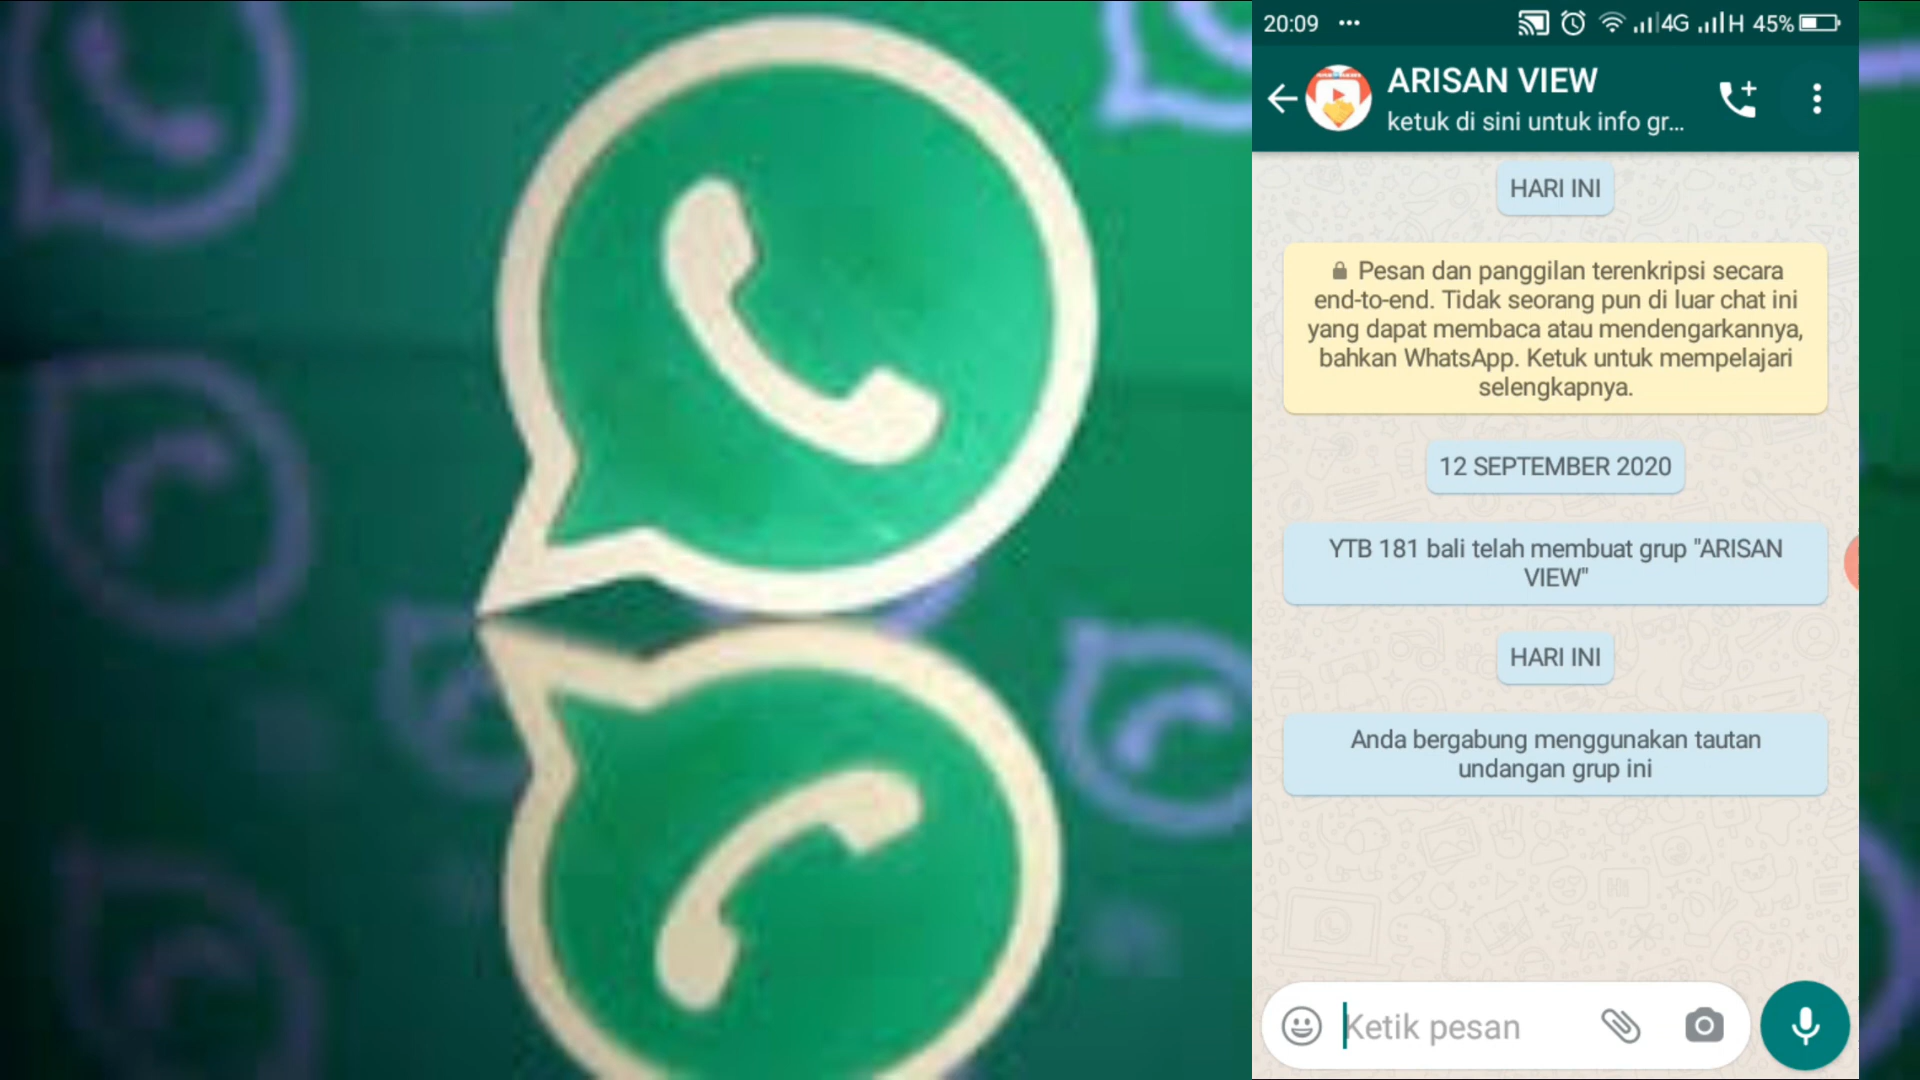 20:09 ... 4G H 45%
ARISAN VIEW
ketuk di sini untuk info gr...
HARI INI
Pesan dan panggilan terenkripsi secara
end-to-end. Tidak seorang pun di luar chat ini
yang dapat membaca atau mendengarkannya,
bahkan WhatsApp. Ketuk untuk mempelajari
selengkapnya.
12 SEPTEMBER 2020
YTB 181 bali telah membuat grup "ARISAN
VIEW"
HARI INI
Anda bergabung menggunakan tautan
undangan grup ini
Ketik pesan